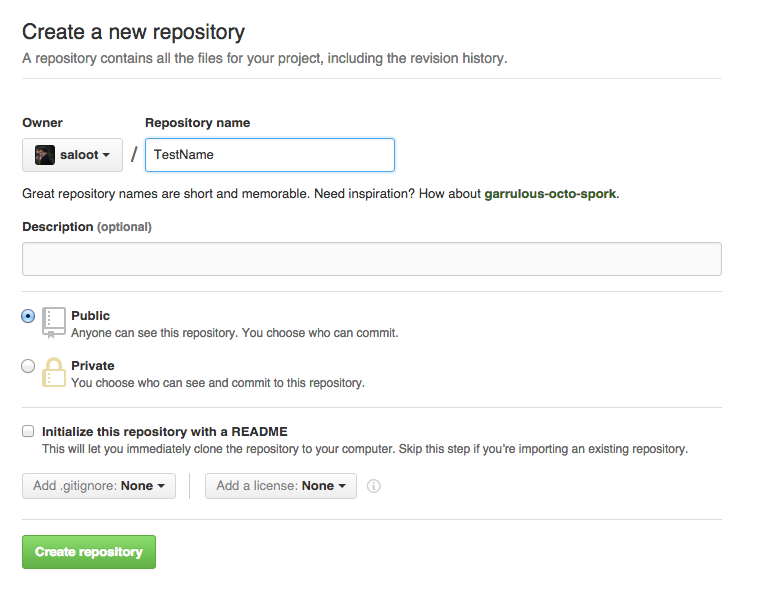 Create a new repository
A repository contains all the files for your project, including the revision history.
Owner
Repository name
saloot
/
TestName
Great repository names are short and memorable. Need inspiration? How about garrulous-octo-spork.
Description (optional)
Public
Anyone can see this repository. You choose who can commit.
Private
You choose who can see and commit to this repository.
Initialize this repository with a README
This will let you immediately clone the repository to your computer. Skip this step if you're importing an existing repository.
Add .gitignore: None
Add a license: None
Create repository